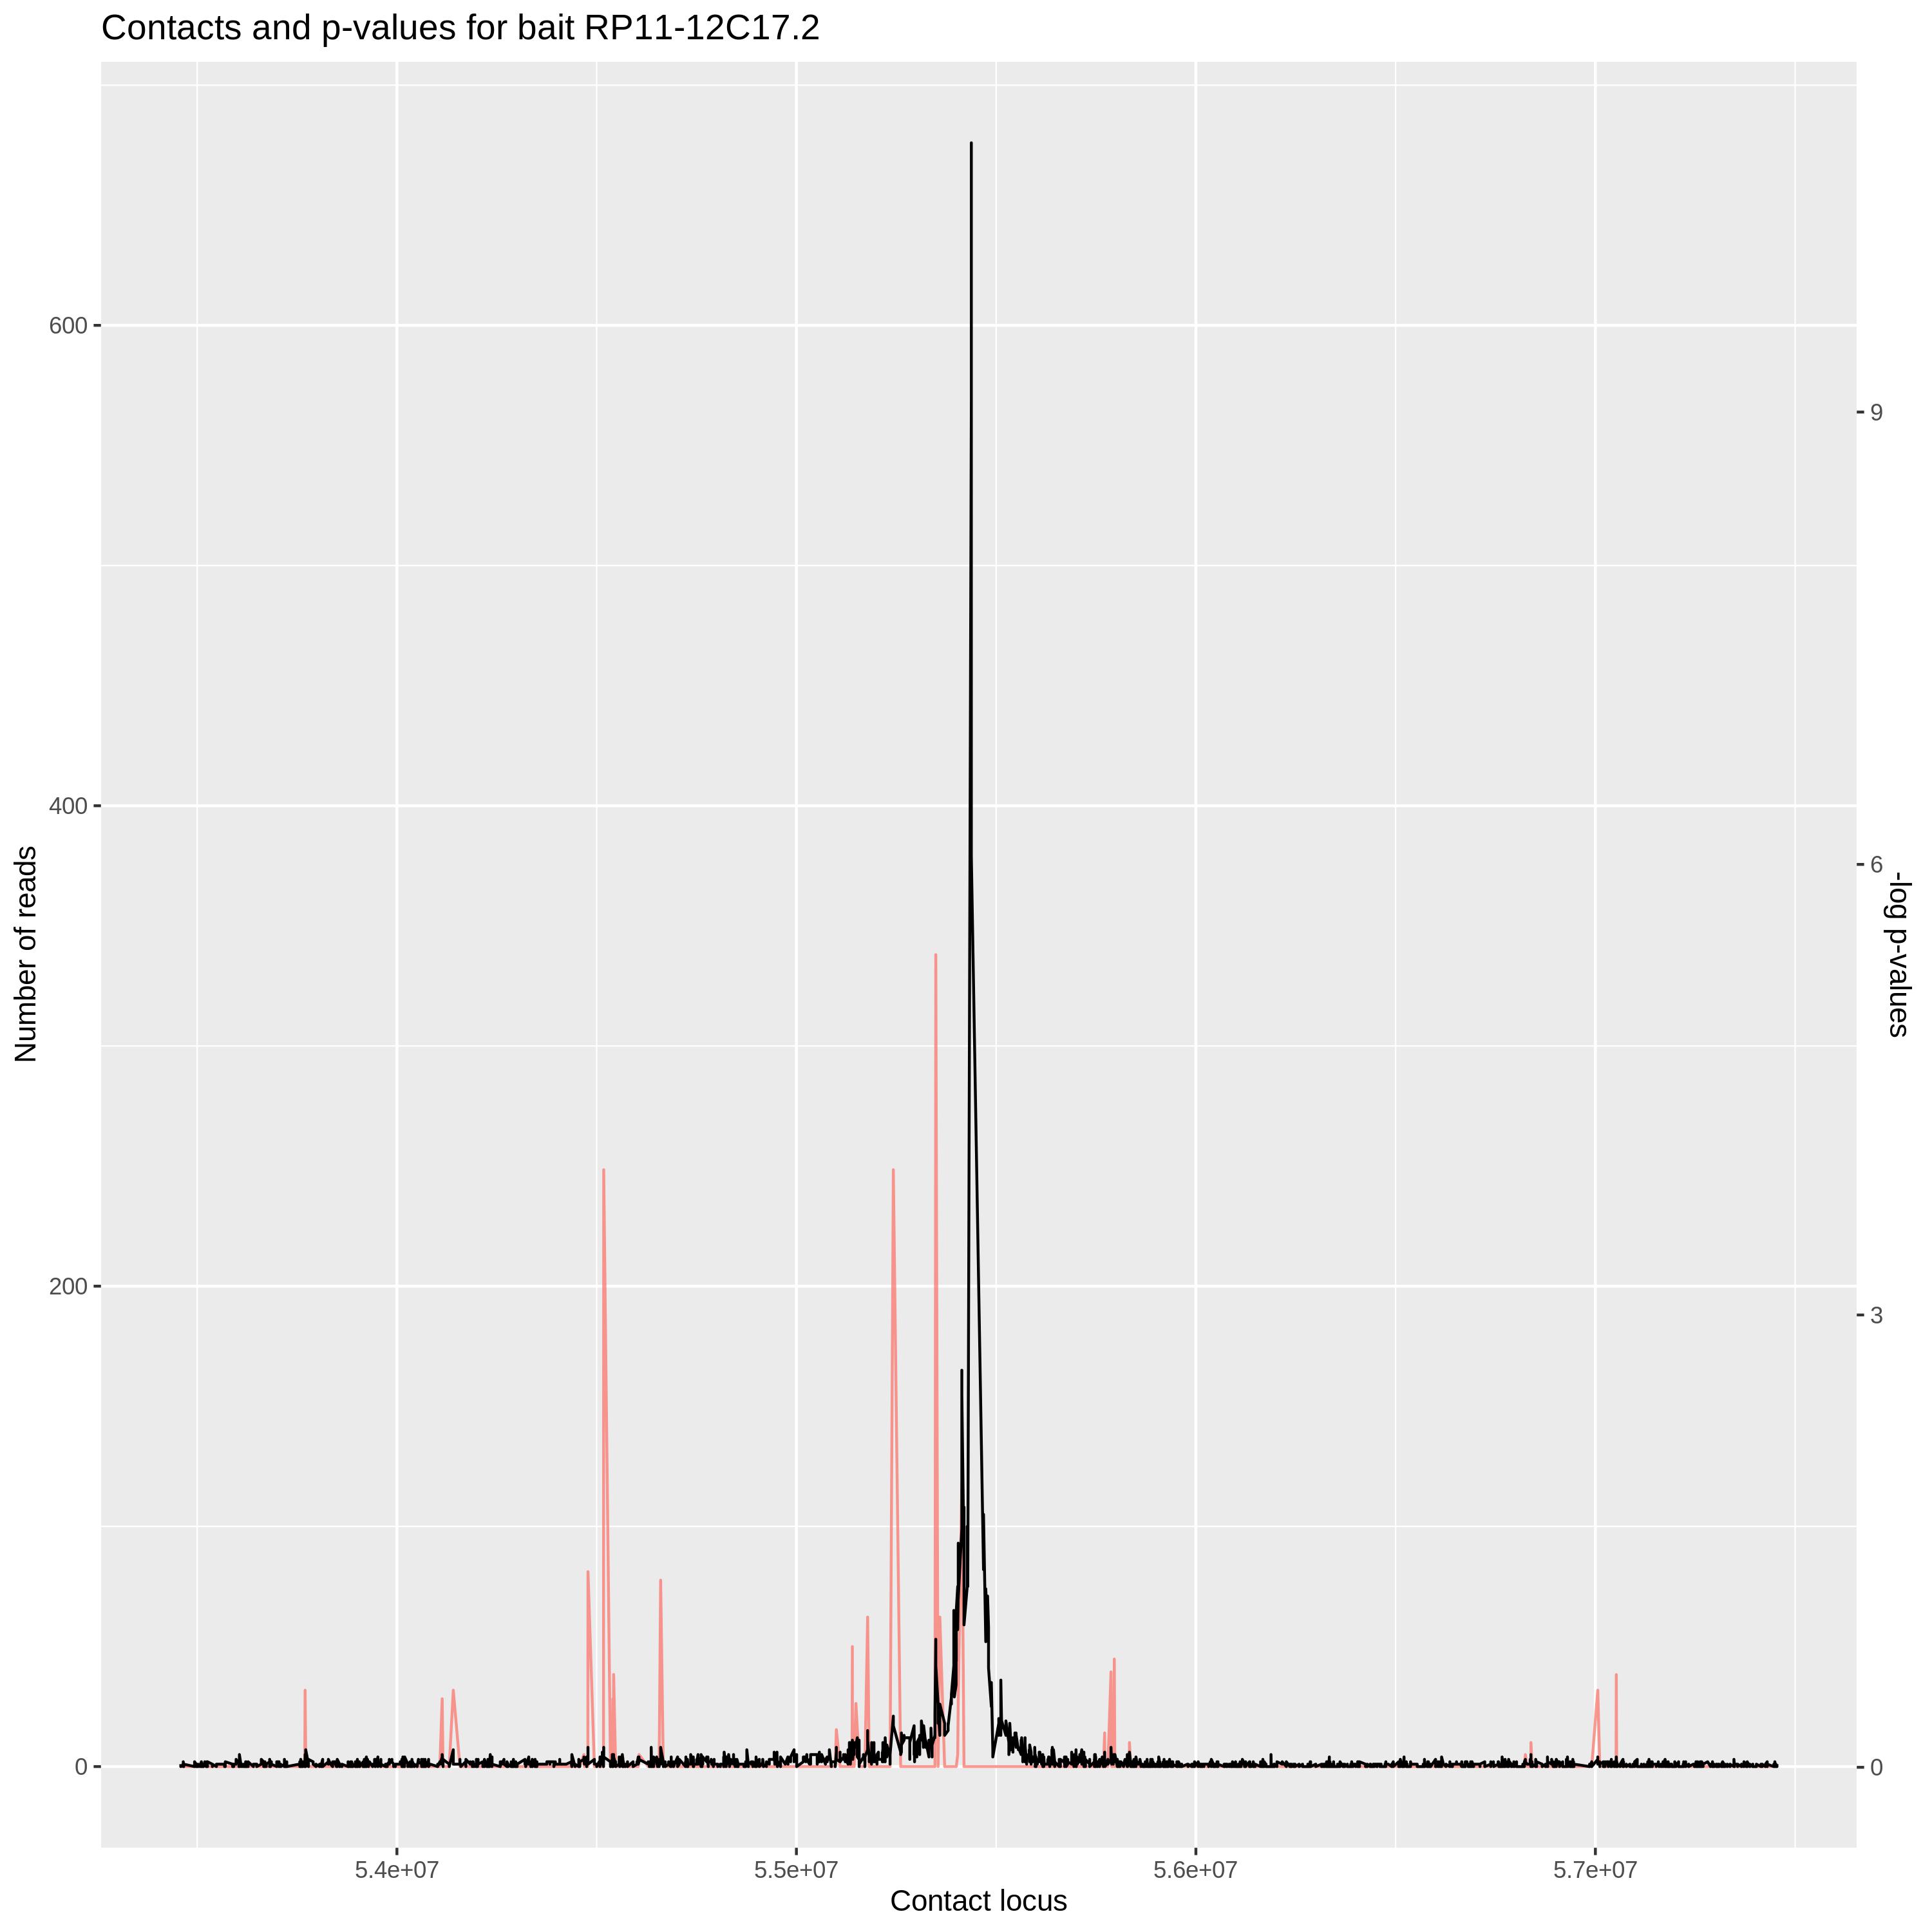 Contacts and p-values for bait RP11-12C17.2
600
400
200
0
Number of reads
9
6
3
0
-log p-values
5.4e+07
5.5e+07
5.6e+07
5.7e+07
Contact locus